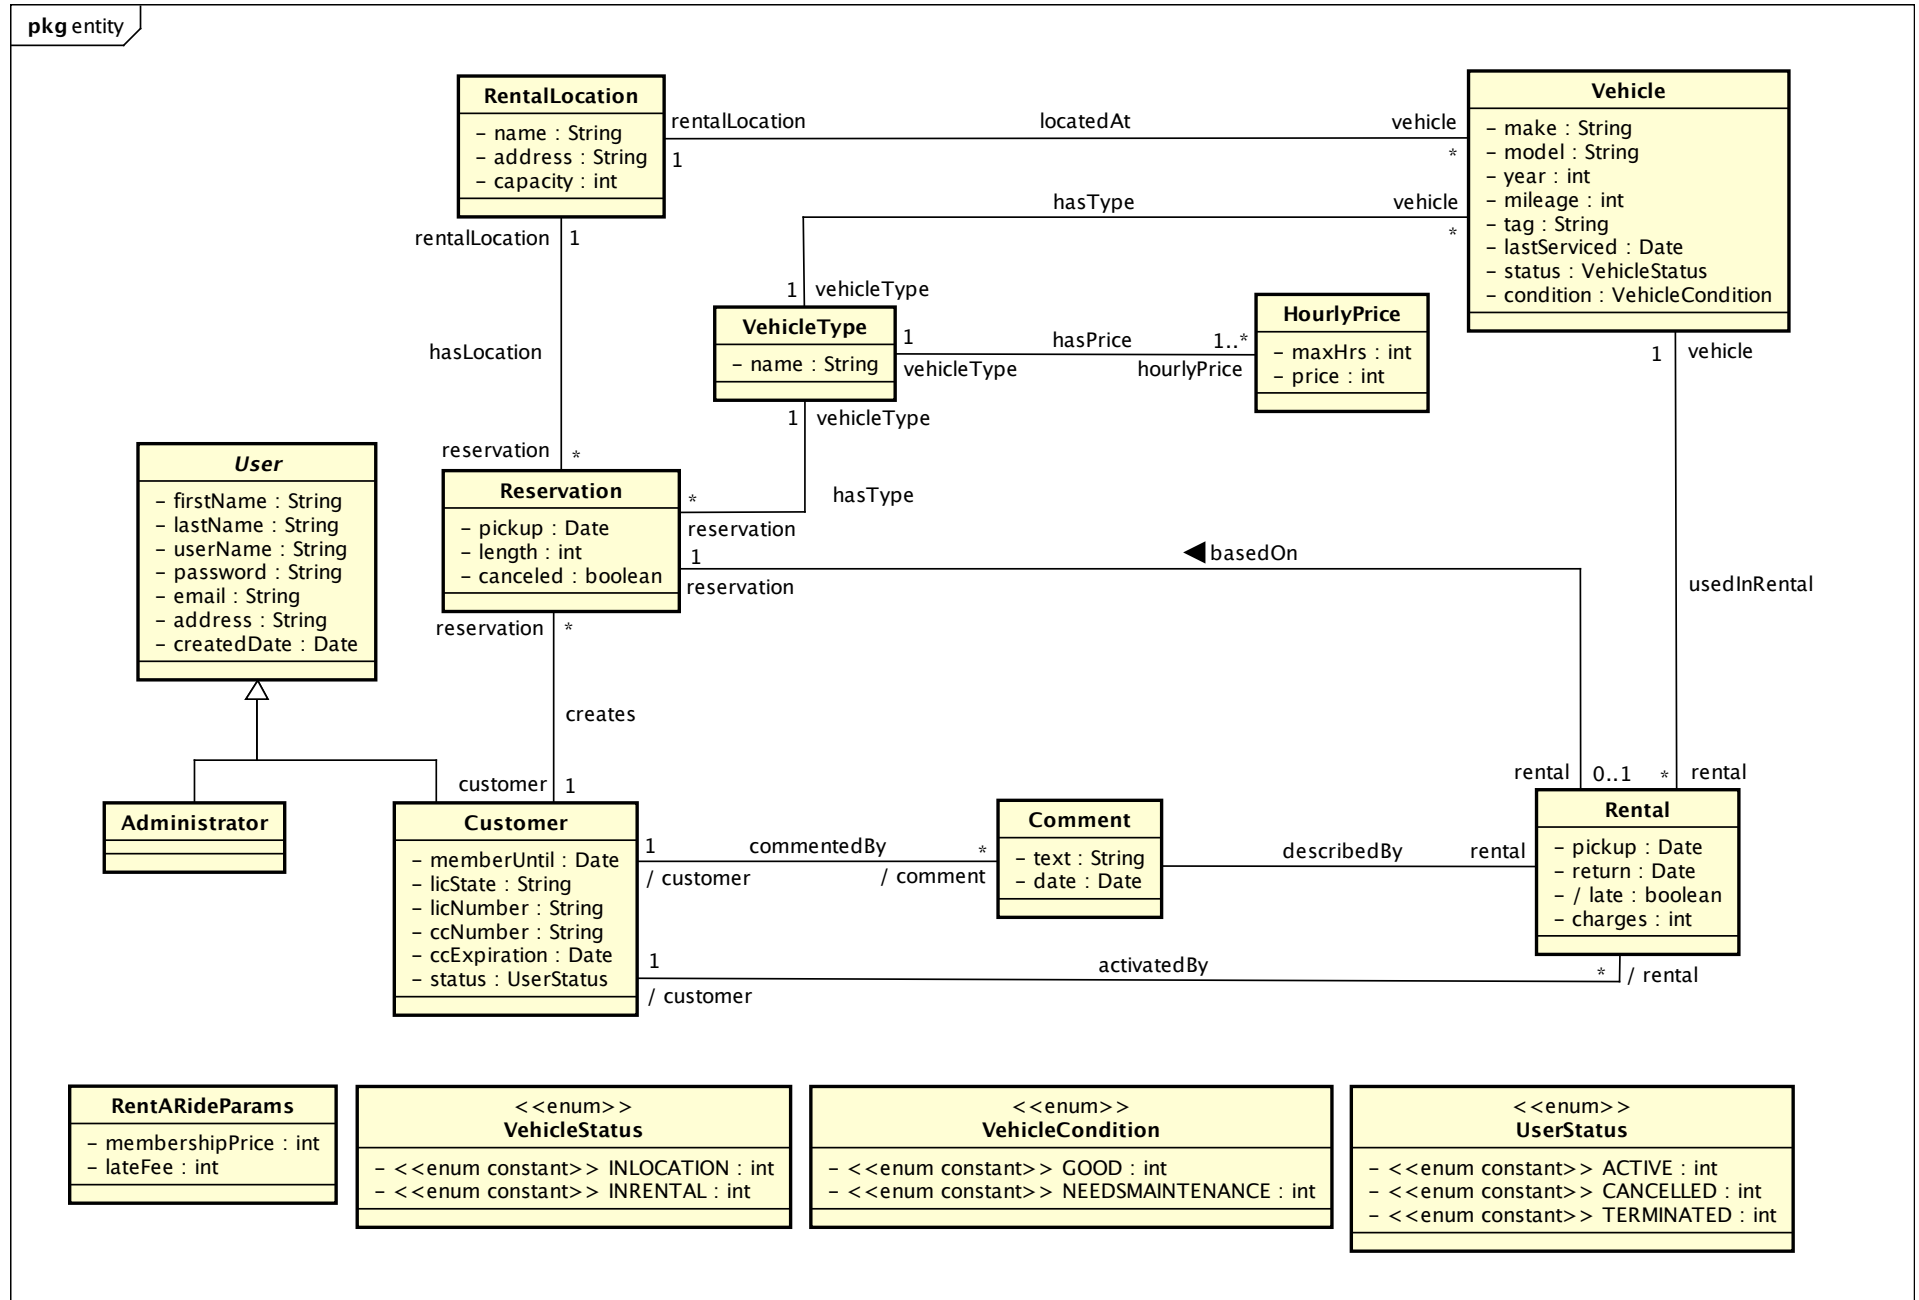 pkg entity
RentalLocation
– name : String
– address : String
– capacity : int
rentalLocation
1
locatedAt
vehicle
*
Vehicle
– make : String
– model : String
– year : int
– mileage : int
– tag : String
– lastServiced : Date
– status : VehicleStatus
– condition : VehicleCondition
hasType
vehicle
*
1 vehicleType
rentalLocation 1
hasLocation
reservation *
VehicleType
– name : String
1
vehicleType
hasPrice
1..*
hourlyPrice
HourlyPrice
– maxHrs : int
– price : int
1 vehicle
1 vehicleType
hasType
*
reservation
User
– firstName : String
– lastName : String
– userName : String
– password : String
– email : String
– address : String
– createdDate : Date
Reservation
– pickup : Date
– length : int
– canceled : boolean
1
reservation
basedOn
usedInRental
reservation *
creates
customer 1
rental 0..1
* rental
Administrator
Customer
– memberUntil : Date
– licState : String
– licNumber : String
– ccNumber : String
– ccExpiration : Date
– status : UserStatus
1
/ customer
commentedBy
*
/ comment
Comment
– text : String
– date : Date
describedBy
rental
Rental
– pickup : Date
– return : Date
– / late : boolean
– charges : int
1
/ customer
activatedBy
* / rental
RentARideParams
– membershipPrice : int
– lateFee : int
<<enum>>
VehicleStatus
– <<enum constant>> INLOCATION : int
– <<enum constant>> INRENTAL : int
<<enum>>
VehicleCondition
– <<enum constant>> GOOD : int
– <<enum constant>> NEEDSMAINTENANCE : int
<<enum>>
UserStatus
– <<enum constant>> ACTIVE : int
– <<enum constant>> CANCELLED : int
– <<enum constant>> TERMINATED : int